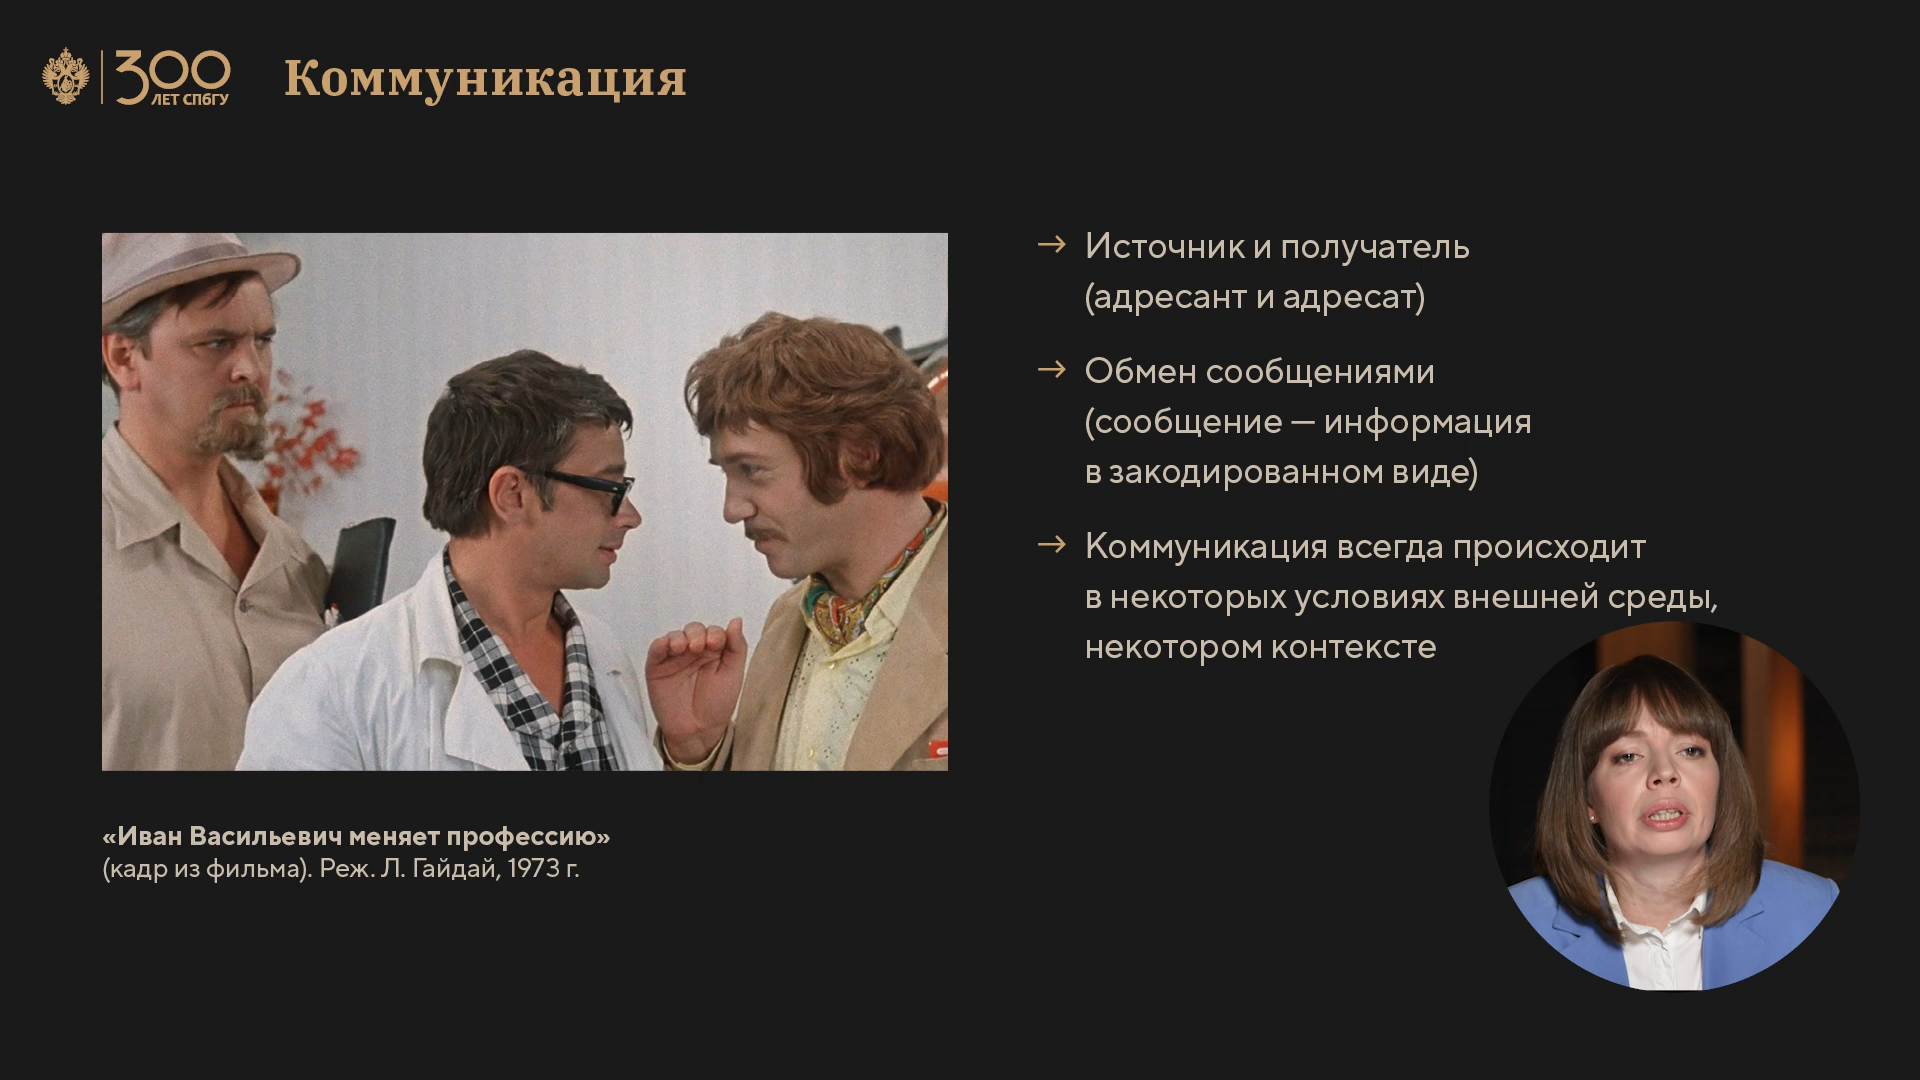 300
ЛЕТ СПбГУ
Коммуникация
→ Источник и получатель
(адресант и адресат)
→ Обмен сообщениями
(сообщение — информация
в закодированном виде)
→ Коммуникация всегда происходит
в некоторых условиях внешней среды,
некотором контексте
«Иван Васильевич меняет профессию»
(кадр из фильма). Реж. Л. Гайдай, 1973 г.